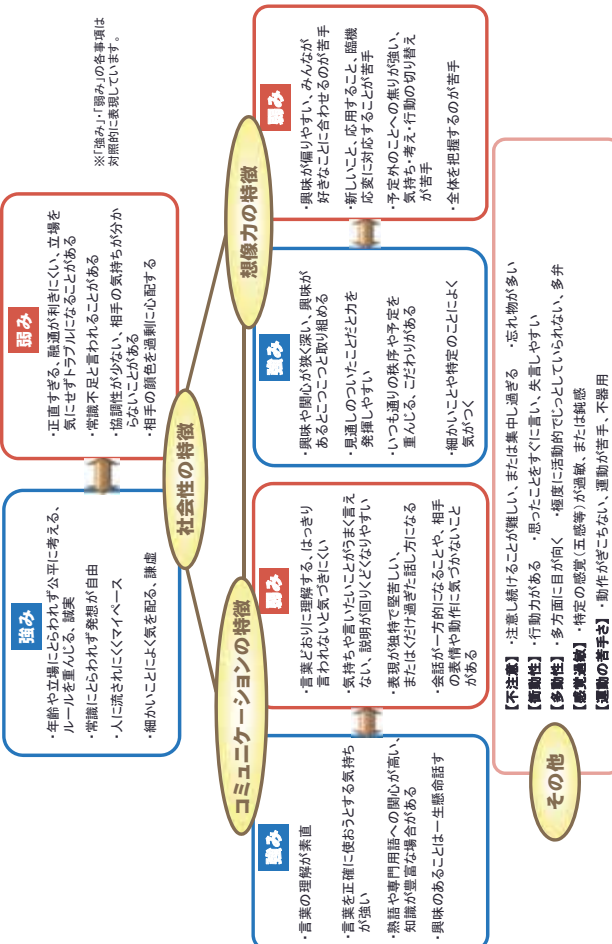 ※「強み」・「弱み」の各事項は
対照的に表現しています。
社会性の特徴
強み
・年齢や立場にとらわれず公平に考える、
ルールを重んじる、誠実
・常識にとらわれず発想が自由
・人に流されにくくマイペース
・細かいことによく気を配る、謙虚
弱み
・正直すぎる、融通が利きにくい、立場を
気にせずトラブルになることがある
・常識不足と言われることがある
・協調性が少ない、相手の気持ちが分か
らないことがある
・相手の顔色を過剰に心配する
コミュニケーションの特徴
強み
・言葉の理解が素直
・言葉を正確に使おうとする気持ち
が強い
・熟語や専門用語への関心が高い、
知識が豊富な場合がある
・興味のあることは一生懸命話す
弱み
・言葉どおりに理解する、はっきり
言われないと気づきにくい
・気持ちや言いたいことがうまく言え
ない、説明が回りくどくなりやすい
・表現が独特で堅苦しい、
またはくだけ過ぎた話し方になる
・会話が一方的になることや、相手
の表情や動作に気づかないこと
がある
想像力の特徴
強み
・興味や関心が狭く深い、興味が
あるとこつこつと取り組める
・見通しのついたことだと力を
発揮しやすい
・いつも通りの秩序や予定を
重んじる、こだわりがある
・細かいことや特定のことによく
気がつく
弱み
・興味が偏りやすい、みんなが
好きなことに合わせるのが苦手
・新しいこと、応用すること、臨機
応変に対応することが苦手
・予定外のことへの焦りが強い、
気持ち・考え・行動の切り替え
が苦手
・全体を把握するのが苦手
その他
【不注意】・注意し続けることが難しい、または集中し過ぎる ・忘れ物が多い
【衝動性】・行動力がある ・思ったことをすぐに言い、失言しやすい
【多動性】・多方面に目が向く ・極度に活動的でじっとしていられない、多弁
【感覚過敏】・特定の感覚(五感等)が過敏、または鈍感
【運動の苦手さ】・動作がぎこちない、運動が苦手、不器用